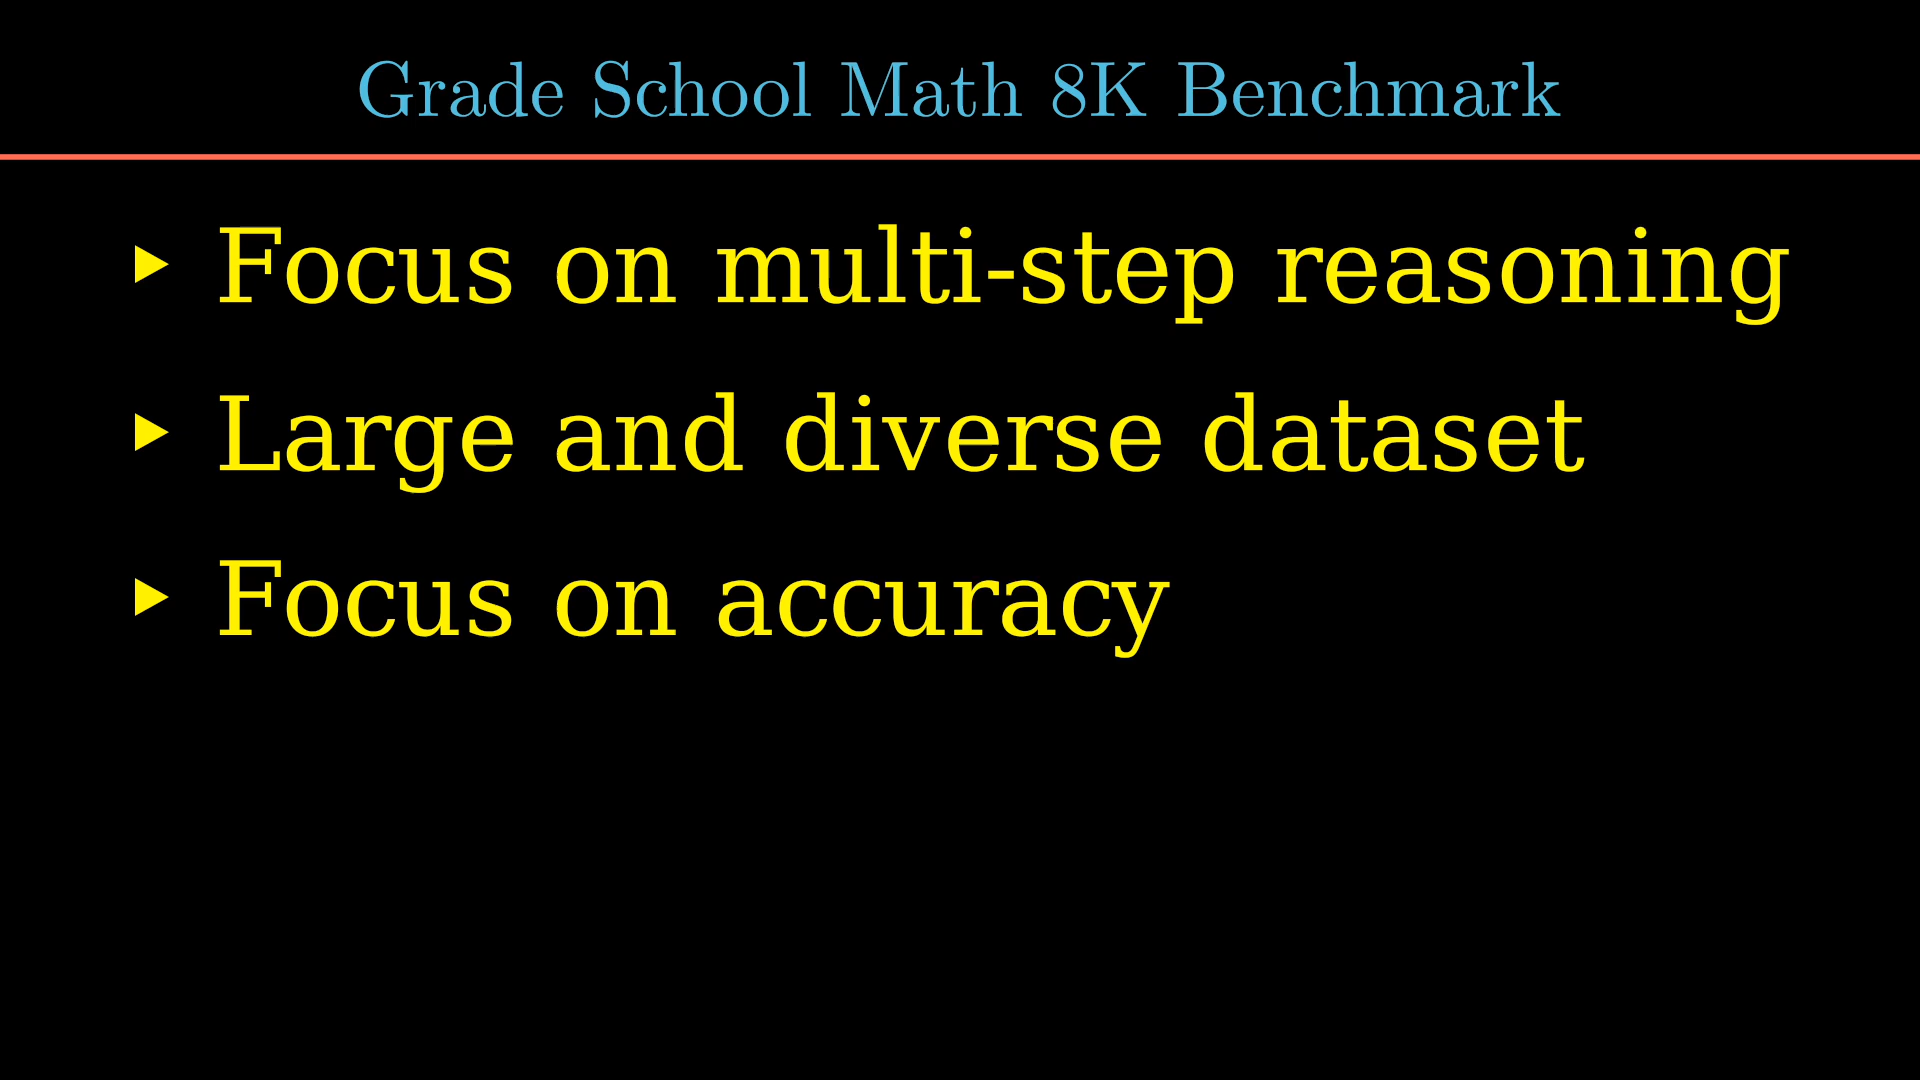 Grade School Math 8K Benchmark
▸ Focus on multi-step reasoning
▸ Large and diverse dataset
▸ Focus on accuracy